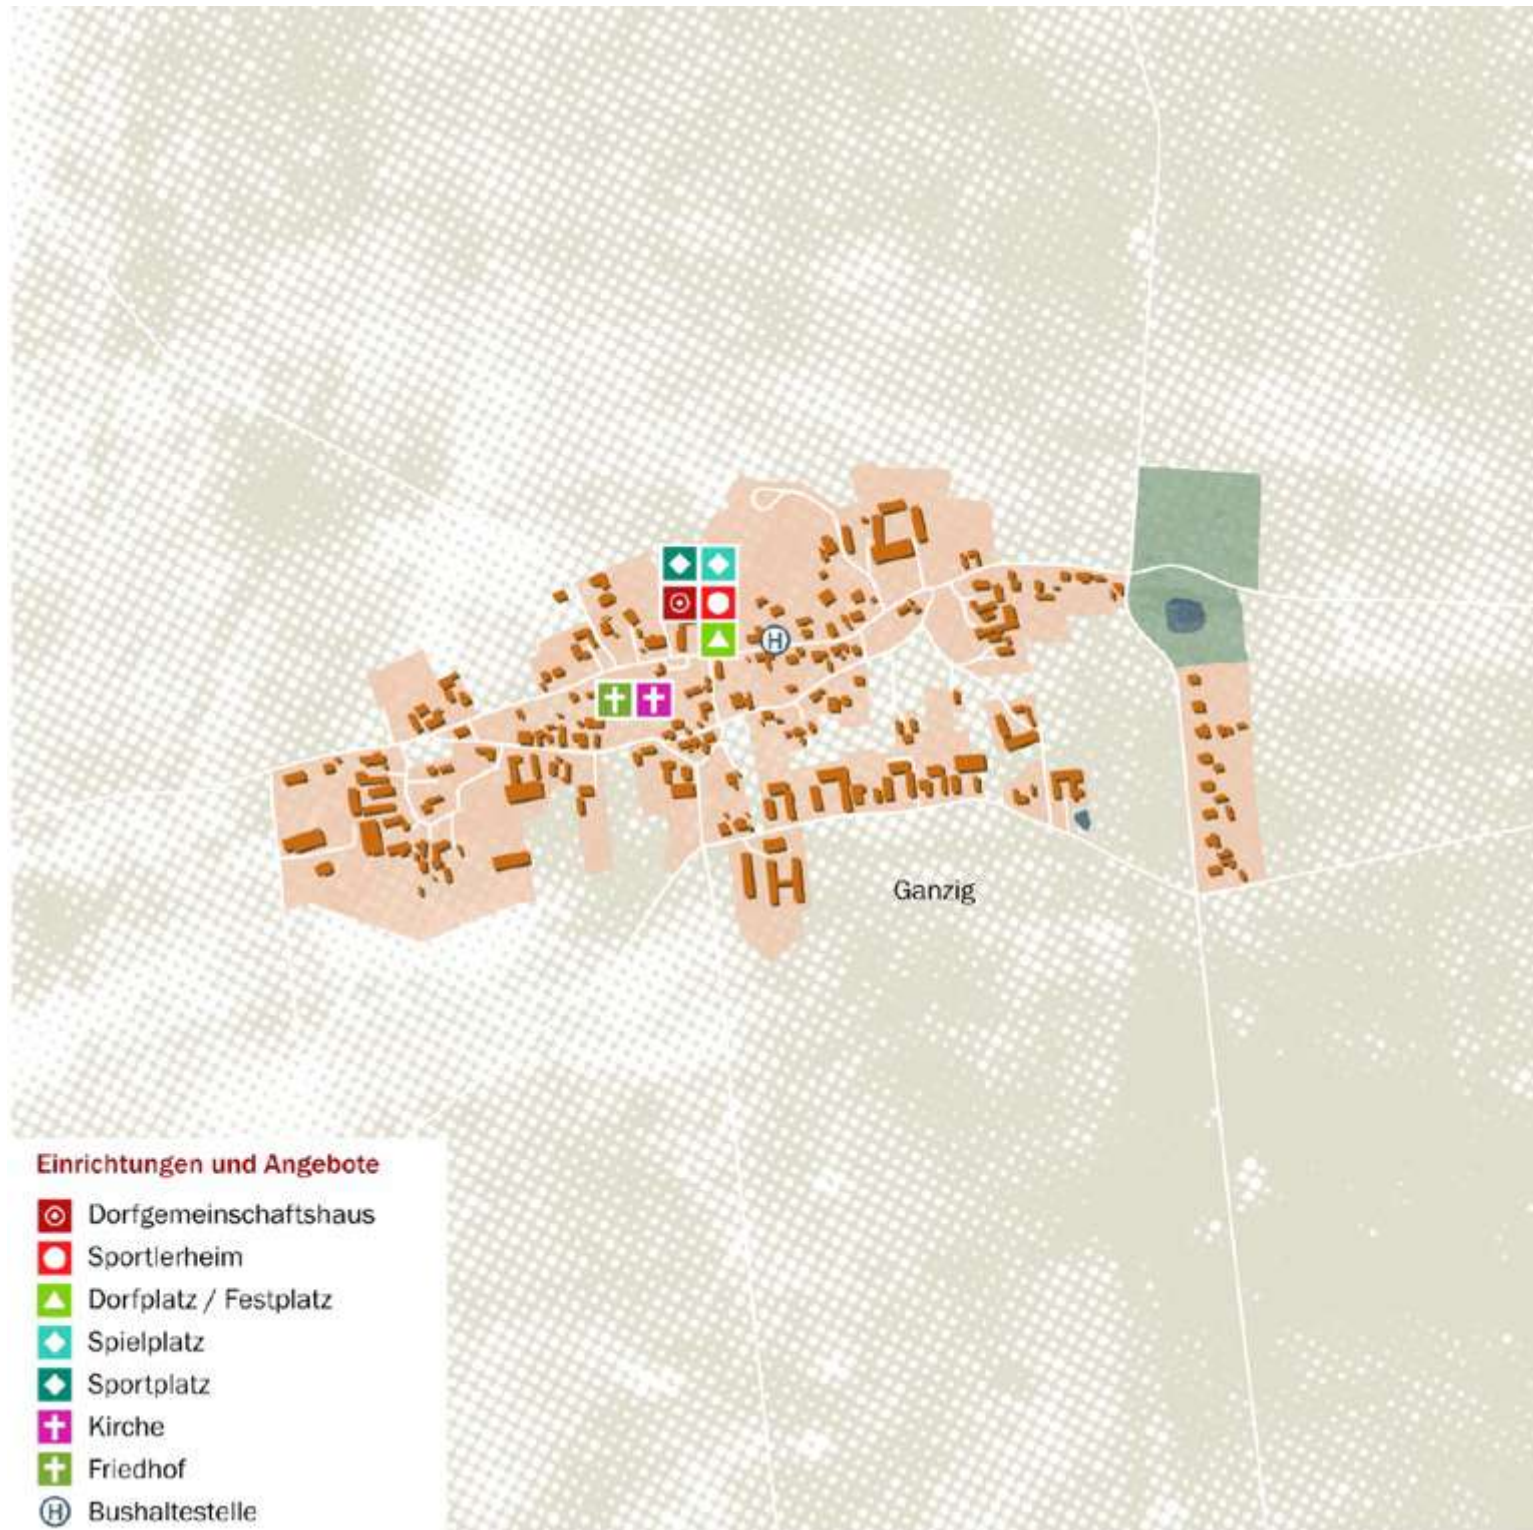 Ganzig
Einrichtungen und Angebote
Dorfgemeinschaftshaus
Sportlerheim
Dorfplatz / Festplatz
Spielplatz
Sportplatz
Kirche
Friedhof
H Bushaltestelle
H